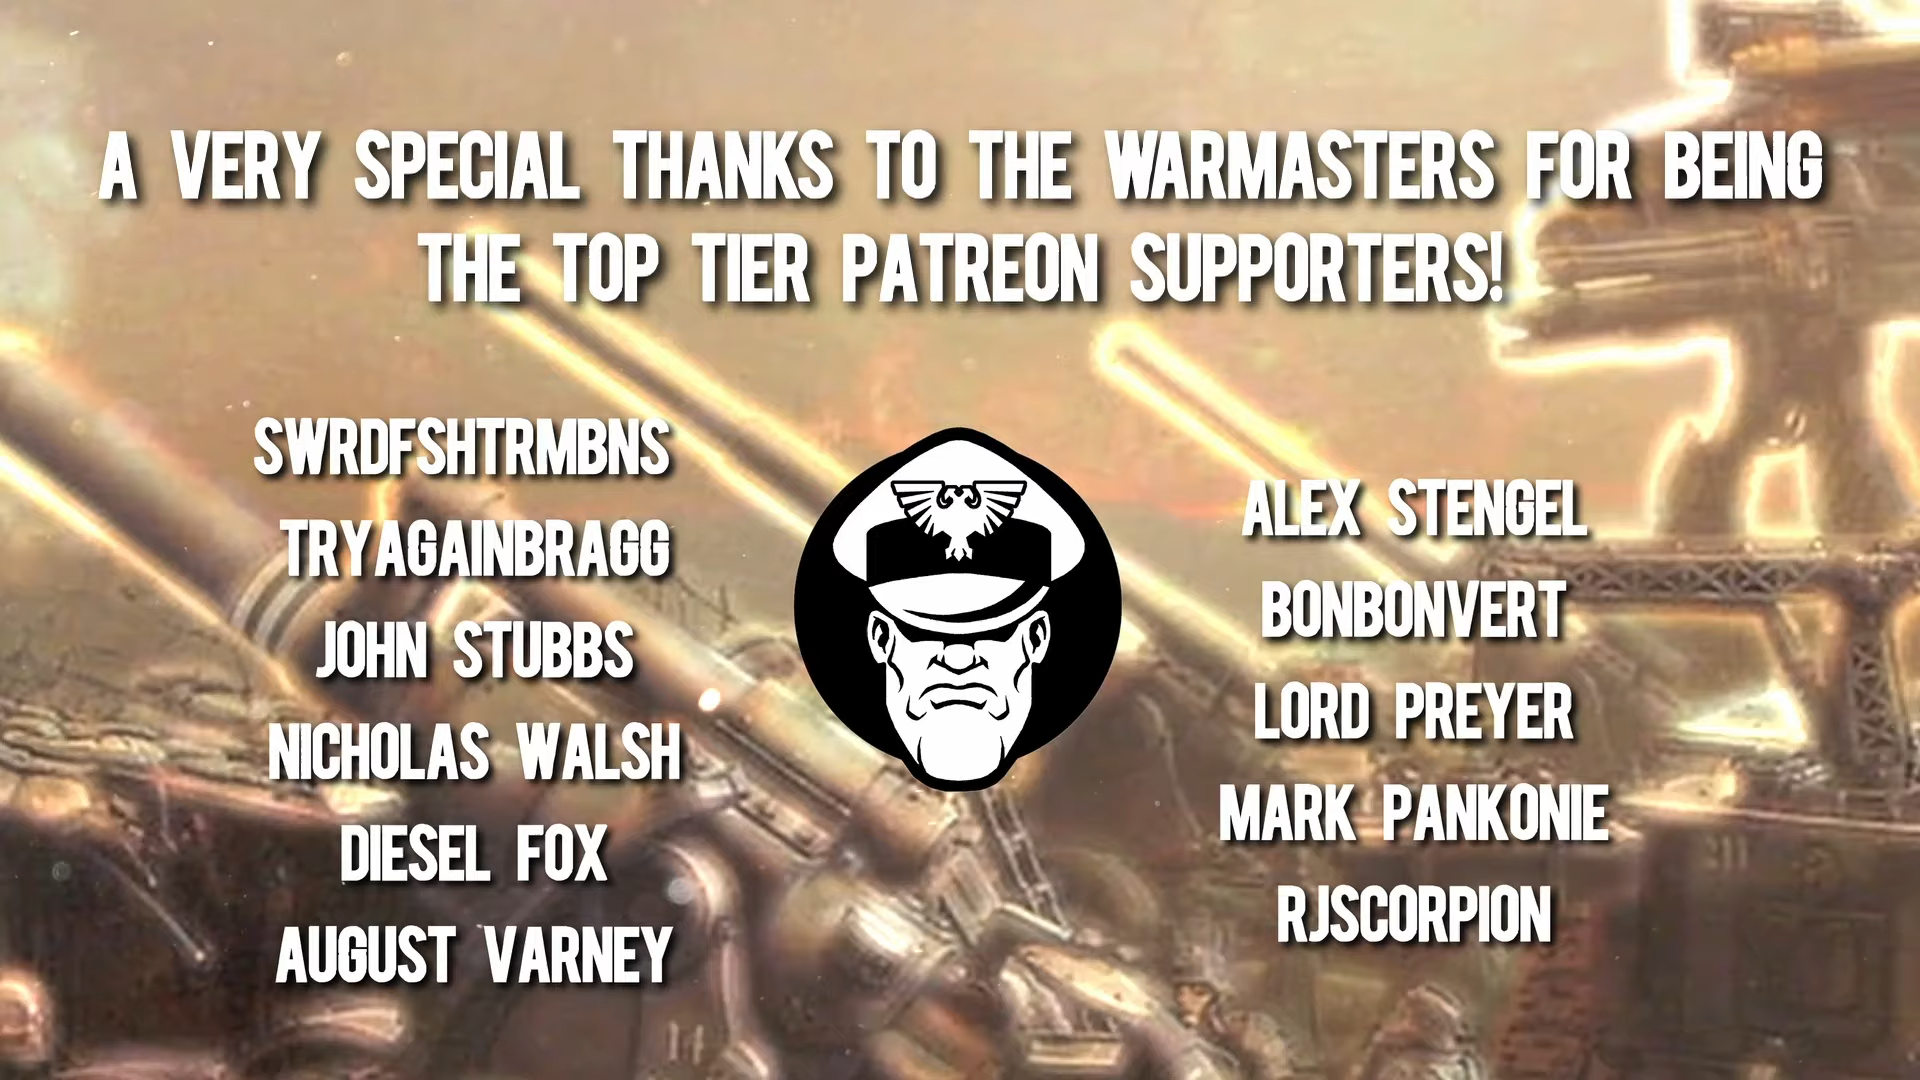 A VERY SPECIAL THANKS TO THE WARMASTERS FOR BEING
THE TOP TIER PATREON SUPPORTERS!
SWRDFSHTRMBNS
TRYAGAINBRAGG
JOHN STUBBS
NICHOLAS WALSH
DIESEL FOX
AUGUST VARNEY
ALEX STENGEL
BONBONVERT
LORD PREYER
MARK PANKONIE
RJSCORPION